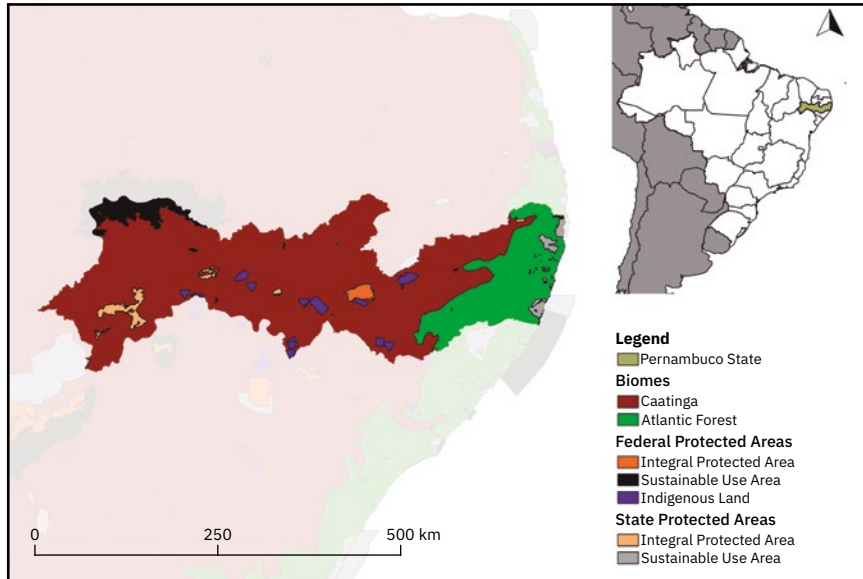 Legend
Pernambuco State
Biomes
Caatinga
Atlantic Forest
Federal Protected Areas
Integral Protected Area
Sustainable Use Area
Indigenous Land
State Protected Areas
Integral Protected Area
Sustainable Use Area
0 250 500 km